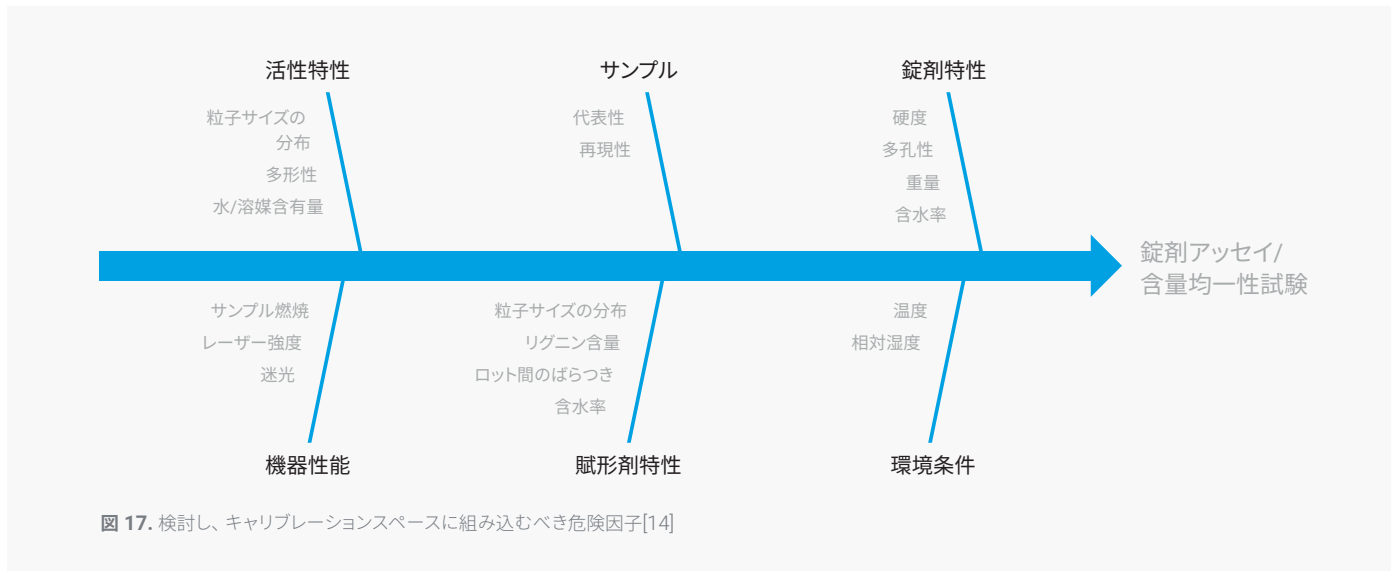 活性特性
粒子サイズの
分布
多形性
水/溶媒含有量
サンプル
代表性
再現性
錠剤特性
硬度
多孔性
重量
含水率
錠剤アッセイ/
含量均一性試験
サンプル燃焼
レーザー強度
迷光
機器性能
粒子サイズの分布
リグニン含量
ロット間のばらつき
含水率
賦形剤特性
温度
相対湿度
環境条件
図 17. 検討し、キャリブレーションスペースに組み込むべき危険因子[14]